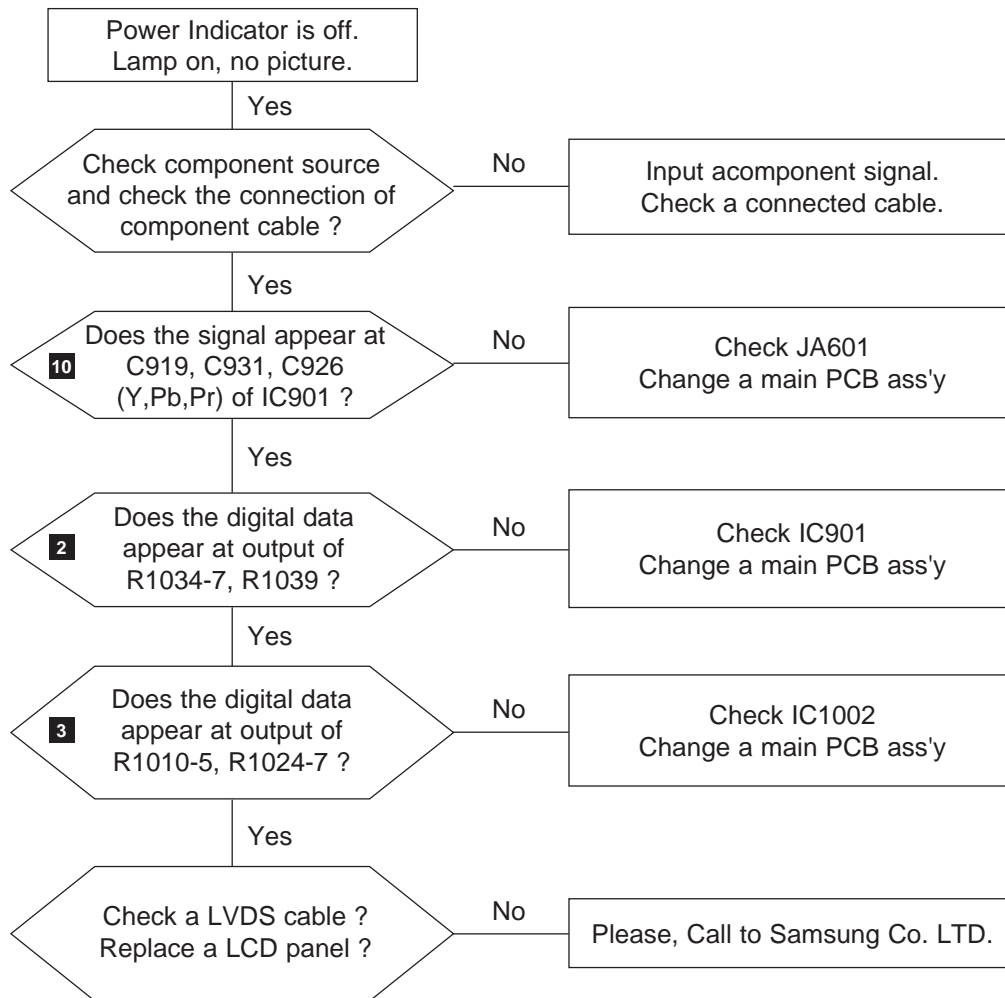 Power Indicator is off.
Lamp on, no picture.
Yes
Check component source
and check the connection of
component cable ?
No
Input acomponent signal.
Check a connected cable.
Yes
10
Does the signal appear at
C919, C931, C926
(Y,Pb,Pr) of IC901 ?
No
Check JA601
Change a main PCB ass'y
Yes
2
Does the digital data
appear at output of
R1034-7, R1039 ?
No
Check IC901
Change a main PCB ass'y
Yes
3
Does the digital data
appear at output of
R1010-5, R1024-7 ?
No
Check IC1002
Change a main PCB ass'y
Yes
Check a LVDS cable ?
Replace a LCD panel ?
No
Please, Call to Samsung Co. LTD.